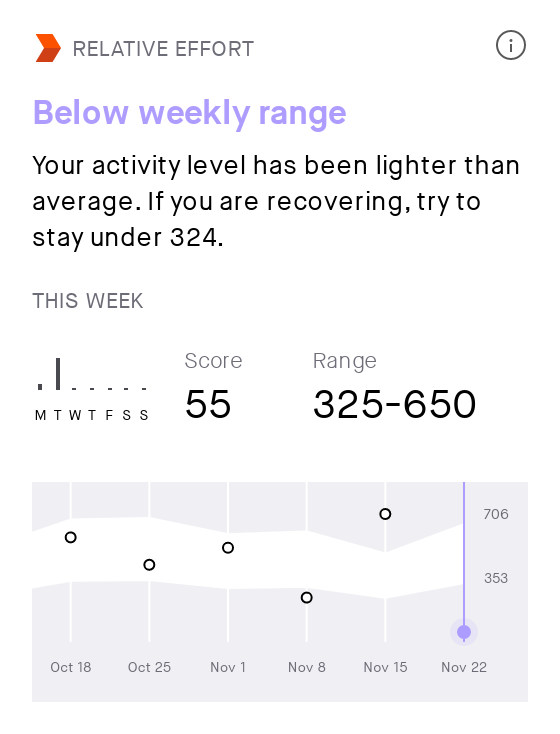 RELATIVE EFFORT
Below weekly range
Your activity level has been lighter than
average. If you are recovering, try to
stay under 324.
THIS WEEK
M T W T F S S
Score
55
Range
325-650
706
353
Oct 18 Oct 25 Nov 1 Nov 8 Nov 15 Nov 22